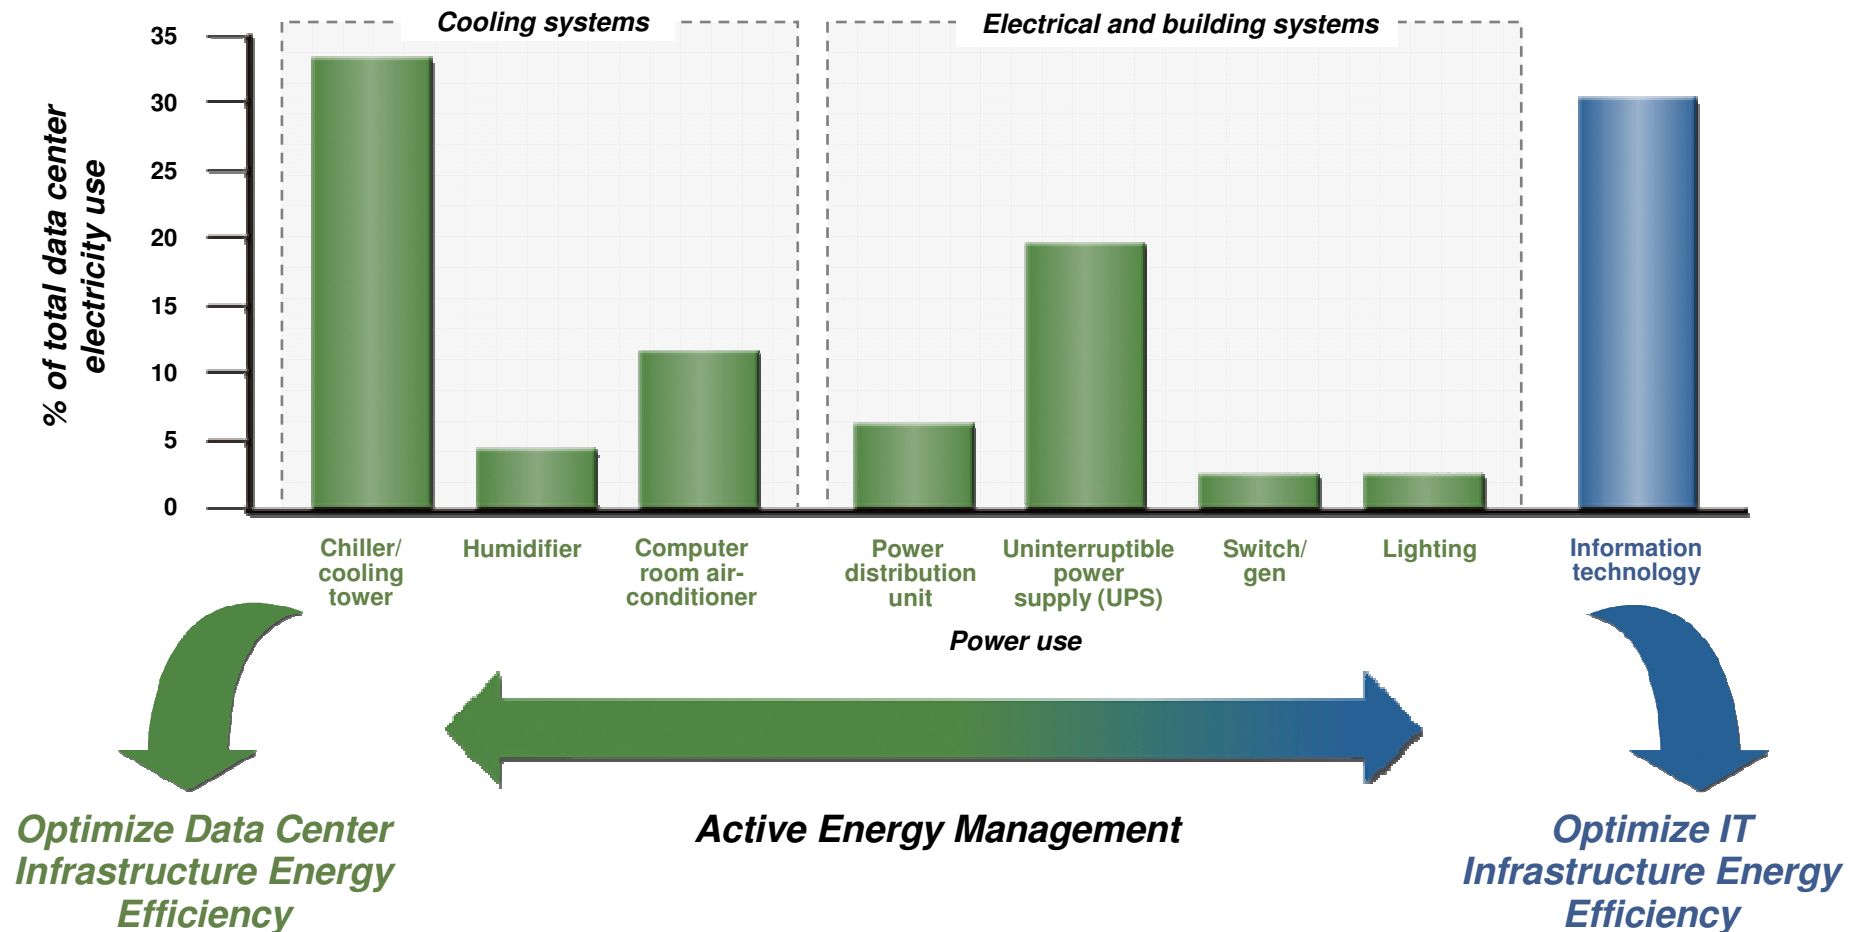 Cooling systems
Electrical and building systems
% of total data center
electricity use
35
30
25
20
15
10
5
0
Chiller/
cooling
tower
Humidifier
Computer
room air-
conditioner
Power
distribution
unit
Uninterruptible
power
supply (UPS)
Switch/
gen
Lighting
Information
technology
Power use
Optimize Data Center
Infrastructure Energy
Efficiency
Active Energy Management
Optimize IT
Infrastructure Energy
Efficiency